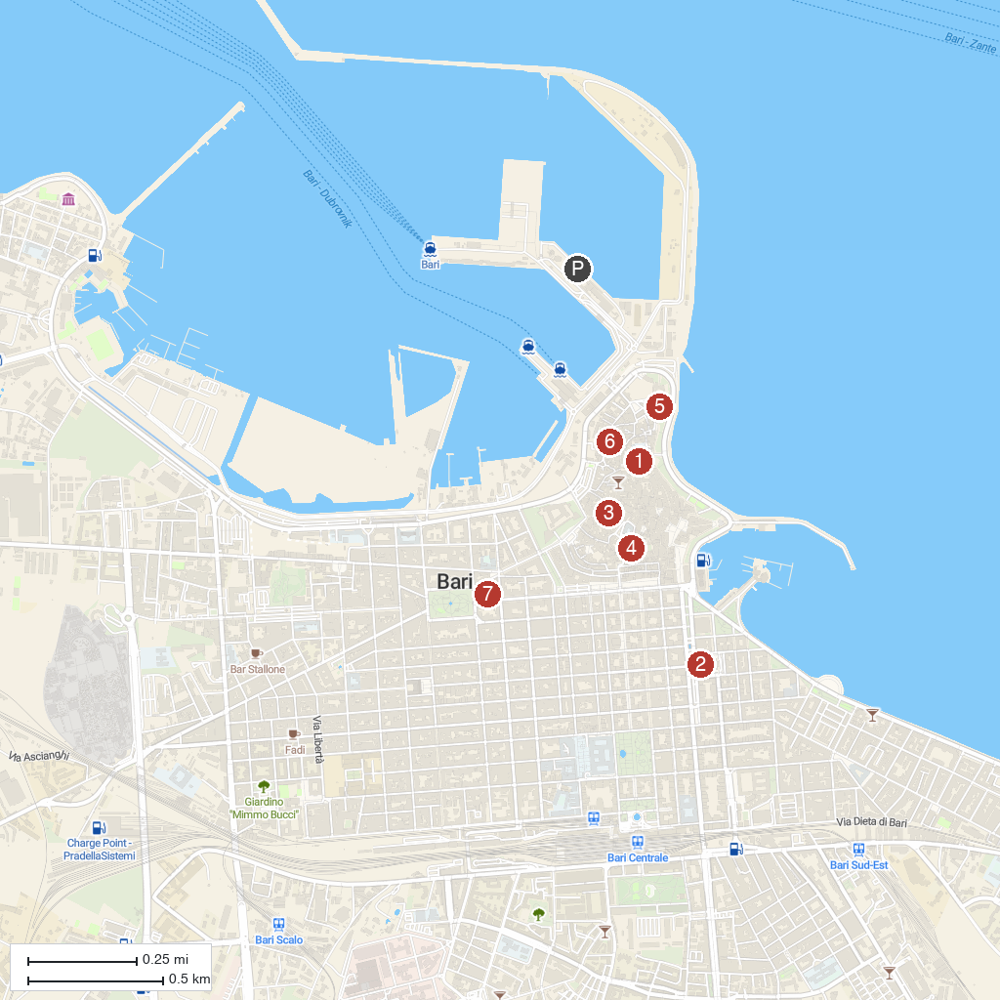 Bari - Zante
Bari - Dubrovnik
Bari
P
5
6
1
3
4
Bari
7
2
Bar Stallone
Via Libertà
Fadi
Via Ascianghi
Giardino
"Mimmo Bucci"
Via Dieta di Bari
Charge Point -
PradellaSistemi
Bari Centrale
Bari Sud-Est
Bari Scalo
0.25 mi
0.5 km